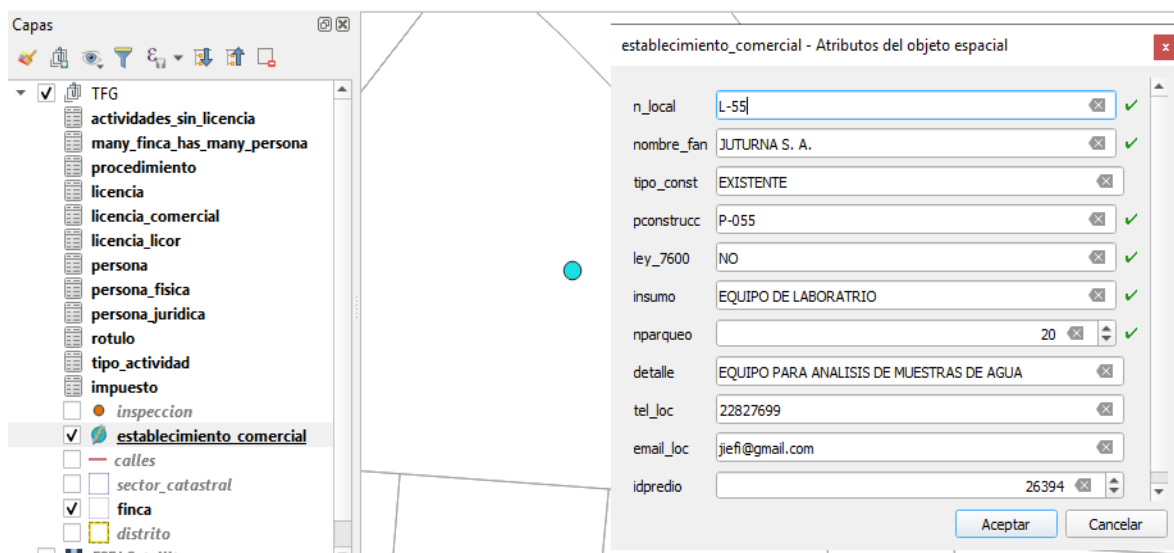 Capas
TFG
actividades_sin_licencia
many_finca_has_many_persona
procedimiento
licencia
licencia_comercial
licencia_licor
persona
persona_fisica
persona_juridica
rotulo
tipo_actividad
impuesto
inspeccion
establecimiento_comercial
calles
sector_catastral
finca
distrito
establecimiento_comercial - Atributos del objeto espacial
n_local L-55
nombre_fan JUTURNA S. A.
tipo_const EXISTENTE
pconstrucc P-055
ley_7600 NO
insumo EQUIPO DE LABORATRIO
nparqueo 20
detalle EQUIPO PARA ANALISIS DE MUESTRAS DE AGUA
tel_loc 22827699
email_loc jiefi@gmail.com
idpredio 26394
Aceptar Cancelar